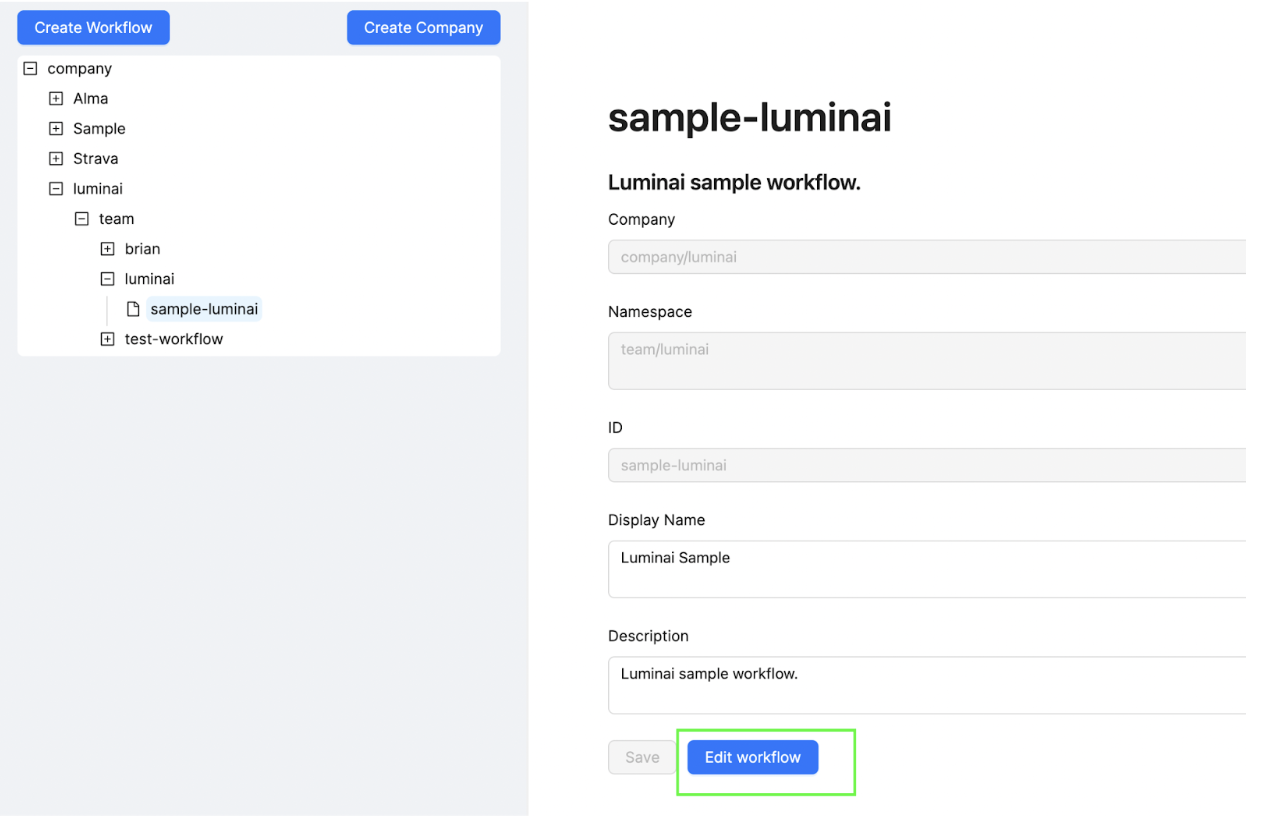 Create Workflow
Create Company
company
Alma
Sample
Strava
luminai
team
brian
luminai
sample-luminai
test-workflow
sample-luminai
Luminai sample workflow.
Company
company/luminai
Namespace
team/luminai
ID
sample-luminai
Display Name
Luminai Sample
Description
Luminai sample workflow.
Save
Edit workflow